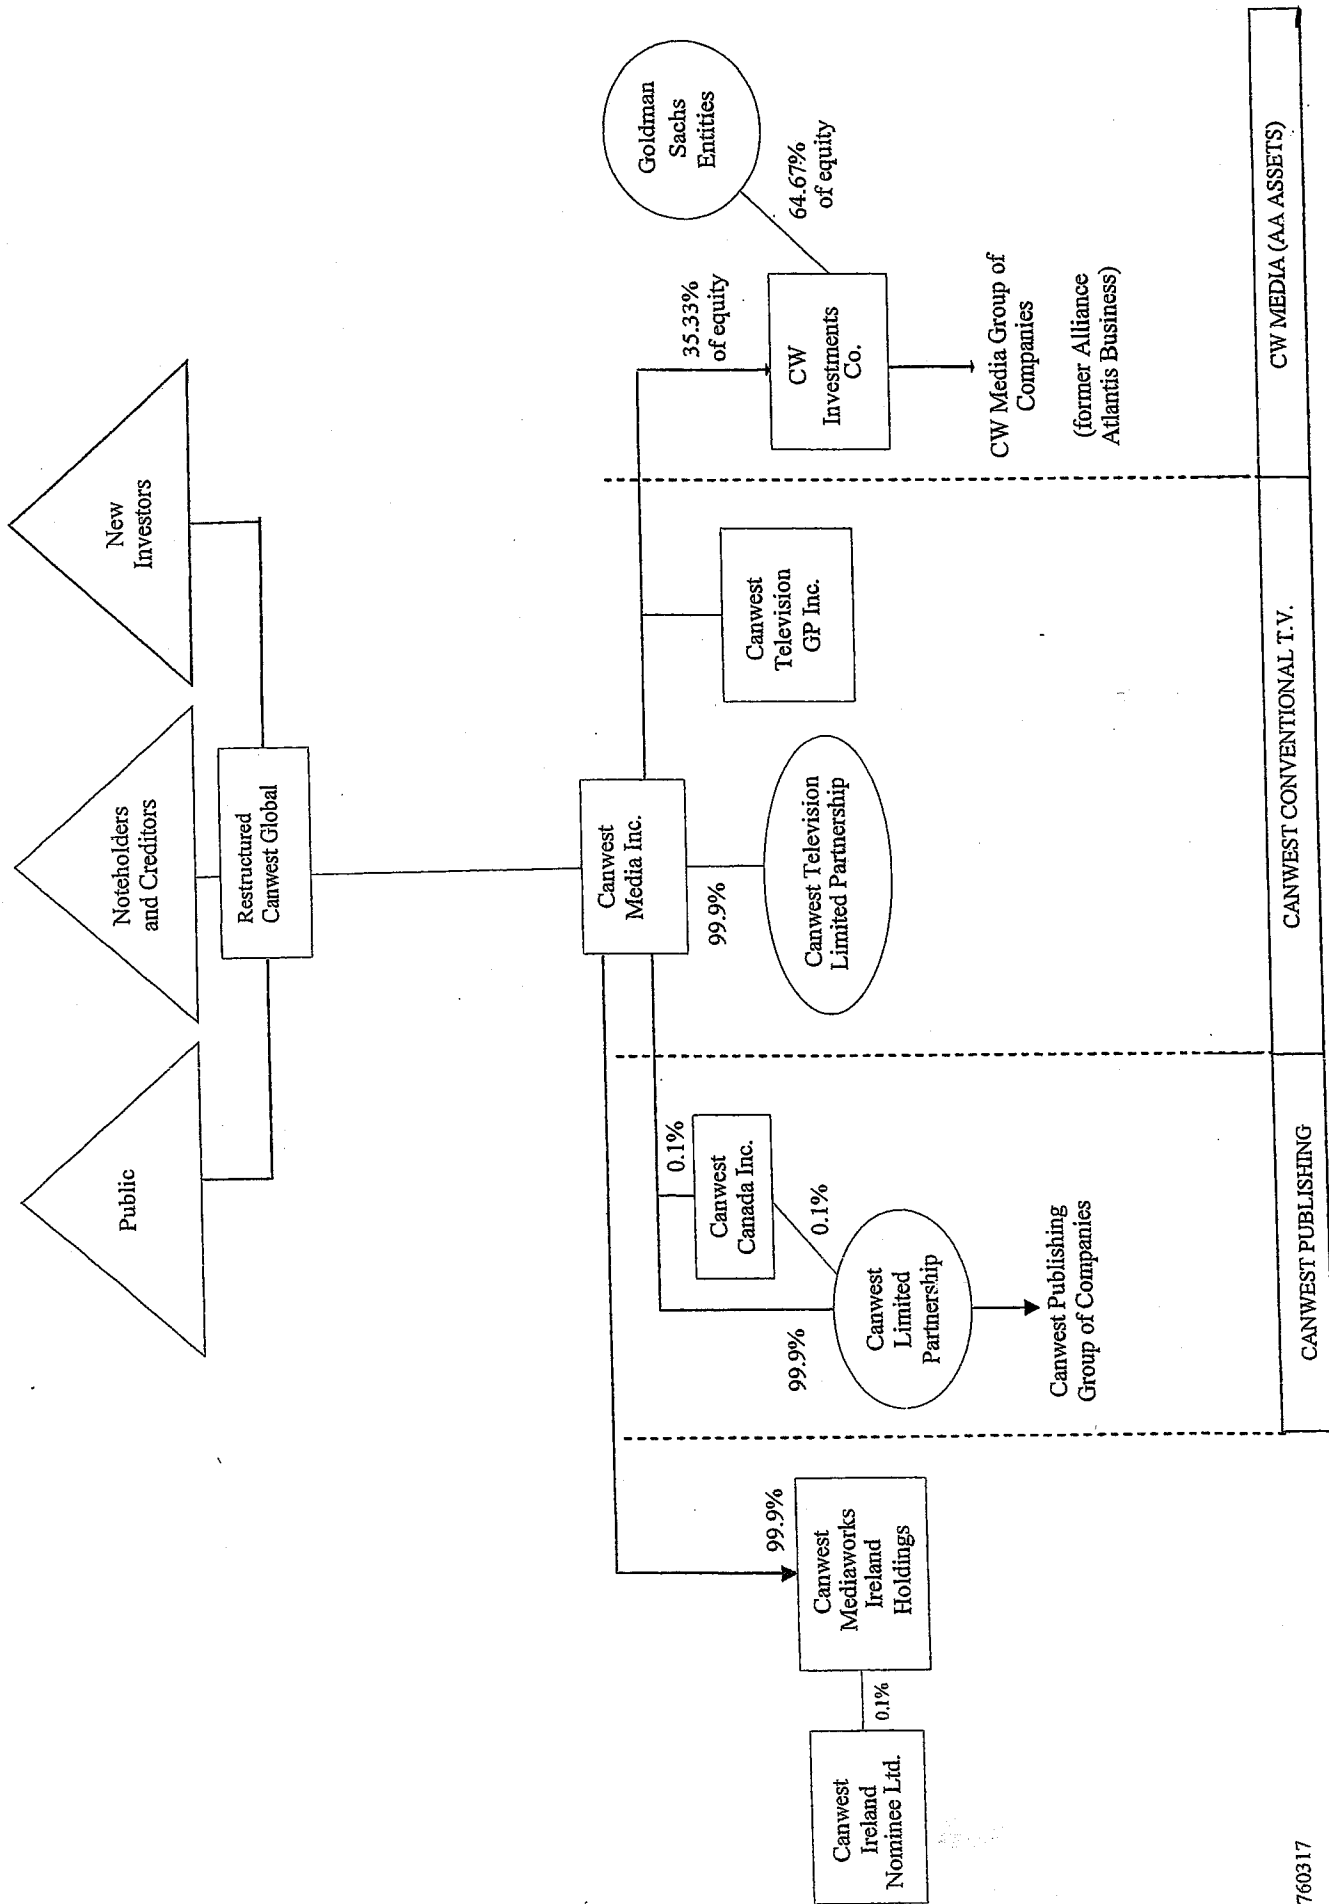 Public
Noteholders
and Creditors
New
Investors
Restructured
Canwest Global
Canwest
Media Inc.
Goldman
Sachs
Entities
64.67%
of equity
35.33%
of equity
CW
Investments
Co.
CW Media Group of
Companies
(former Alliance
Atlantis Business)
Canwest
Television
GP Inc.
99.9%
Canwest Television
Limited Partnership
0.1%
Canwest
Canada Inc.
0.1%
99.9%
Canwest
Limited
Partnership
Canwest Publishing
Group of Companies
99.9%
Canwest
Mediaworks
Ireland
Holdings
0.1%
Canwest
Ireland
Nominee Ltd.
CANWEST PUBLISHING
CANWEST CONVENTIONAL T.V.
CW MEDIA (AA ASSETS)
760317